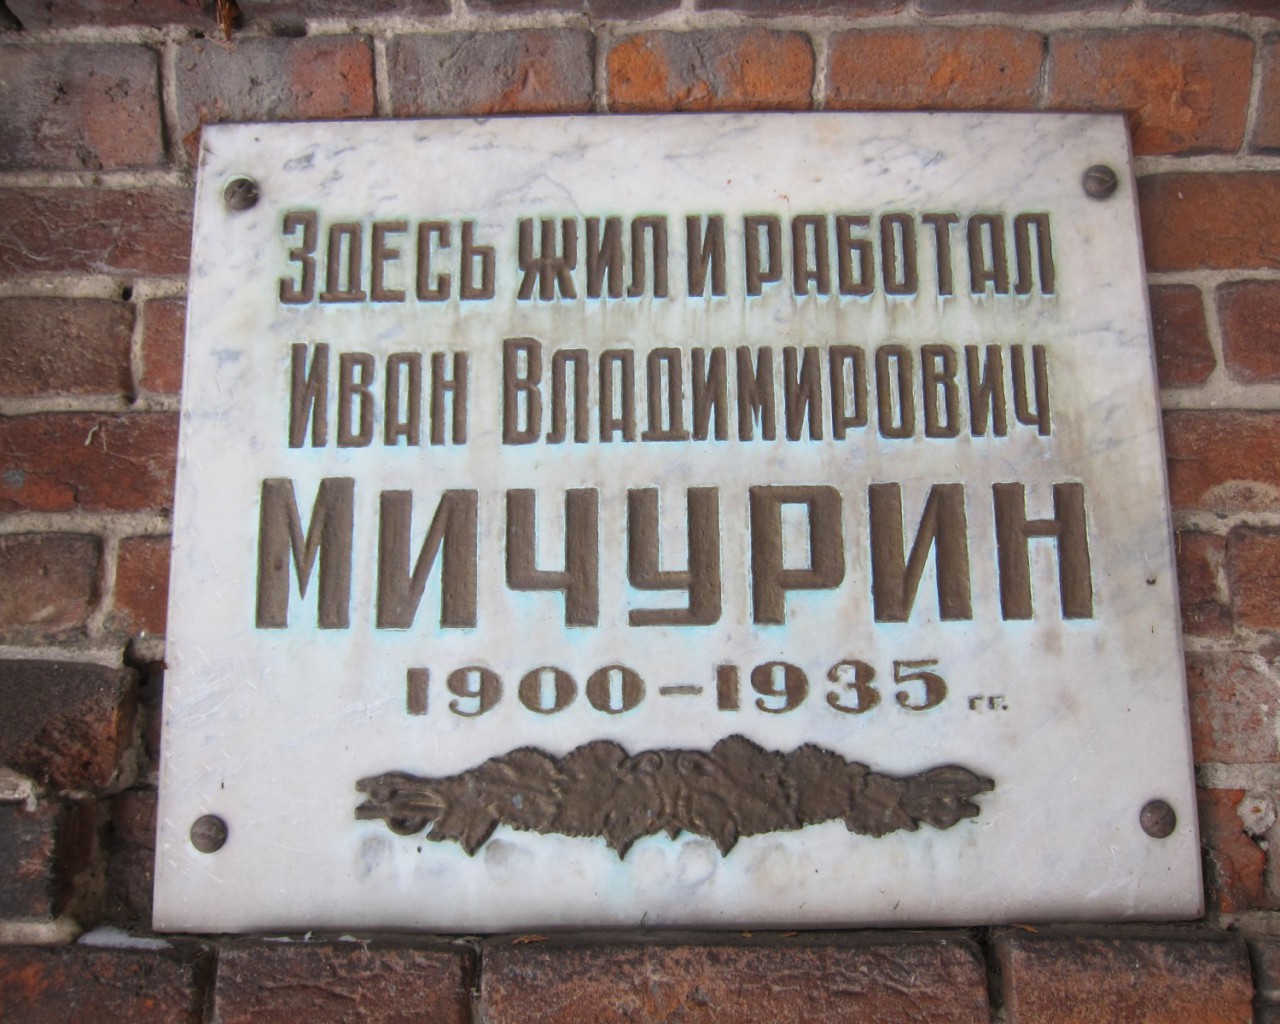 Здесь жил и работал
Иван Владимирович
Мичурин
1900-1935 гг.